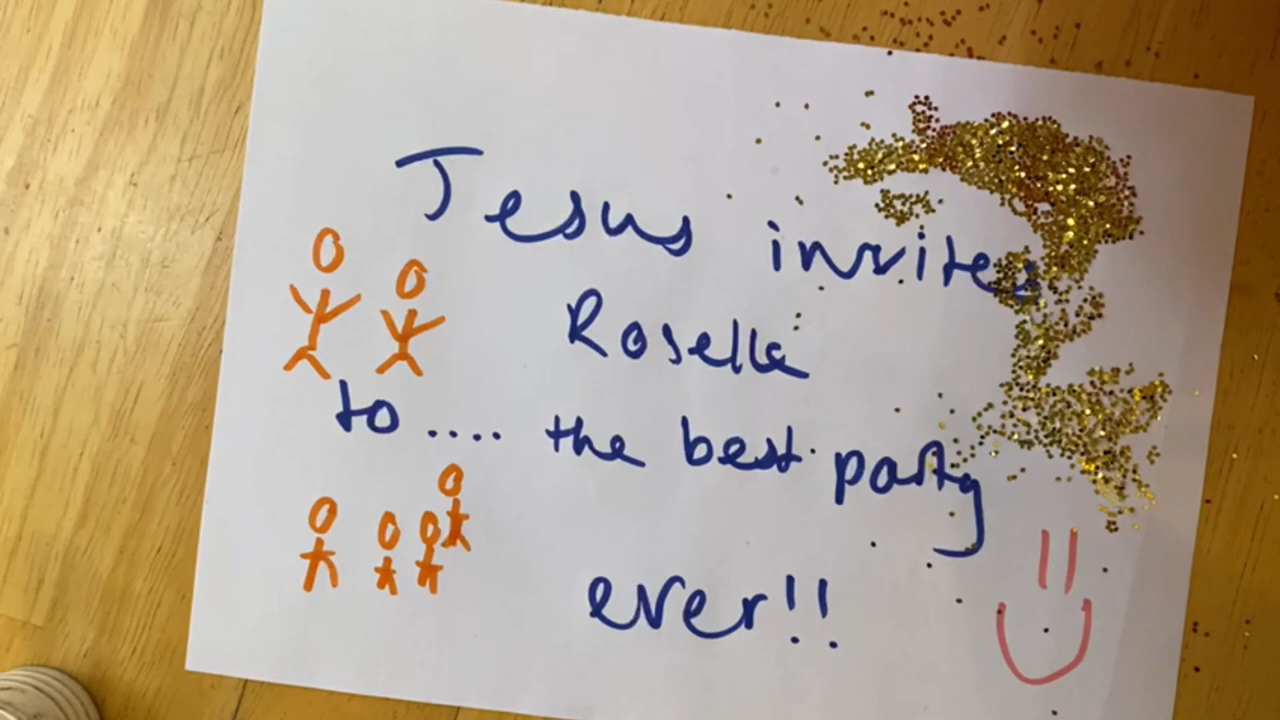 Jesus invites
Rosella
to .... the best party
ever!!